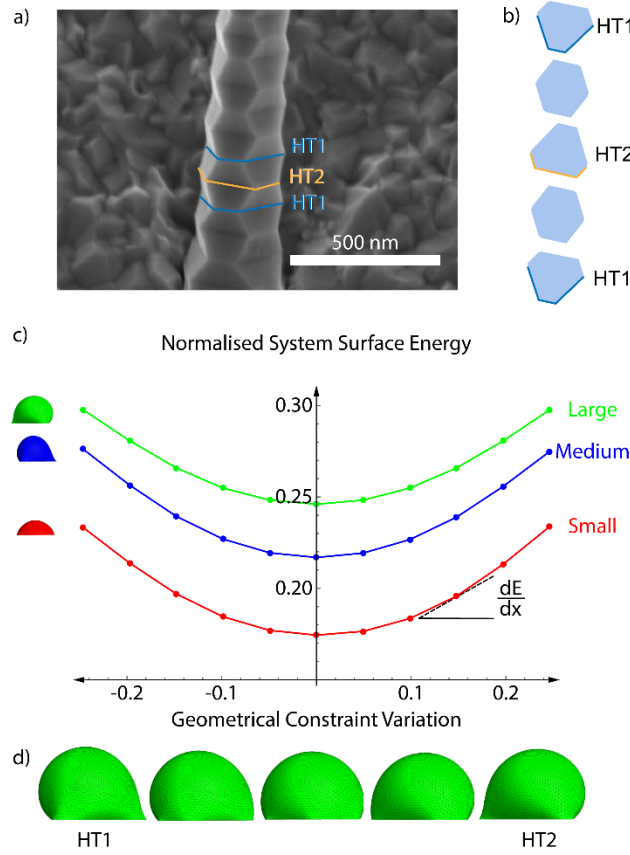 a)
HT1
HT2
HT1
500 nm
b)
HT1
HT2
HT1
c)
Normalised System Surface Energy
0.30
Large
Medium
0.25
Small
0.20
dE
dx
-0.2
-0.1
0.1
0.2
Geometrical Constraint Variation
d)
HT1
HT2